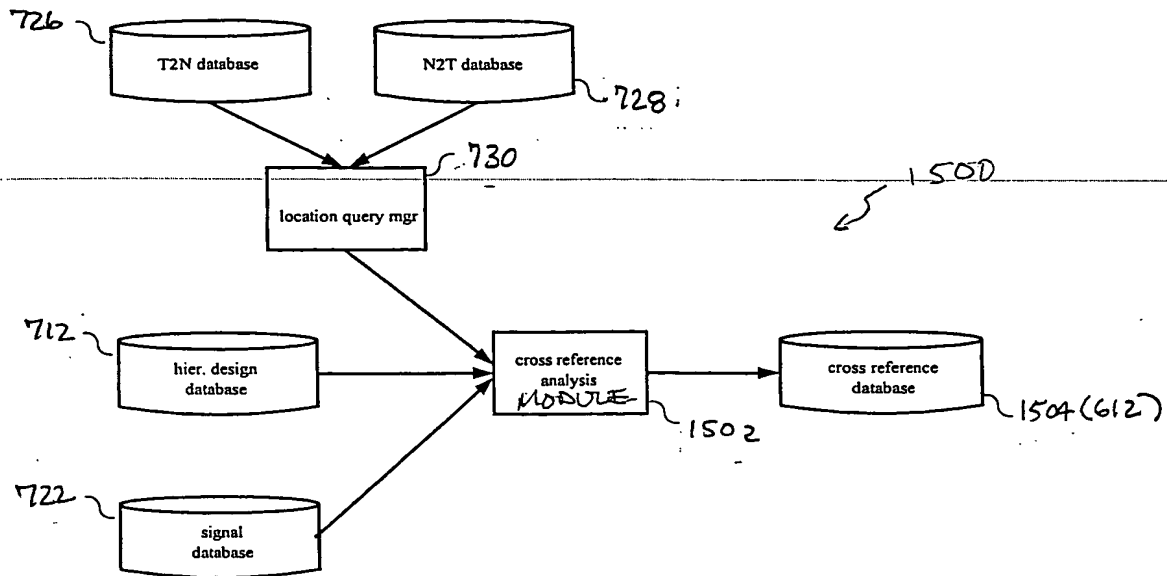 726
T2N database
N2T database
728
730
location query mgr
1500
712
hier. design
database
cross reference
analysis
MODULE
1502
cross reference
database
1504 (612)
722
signal
database